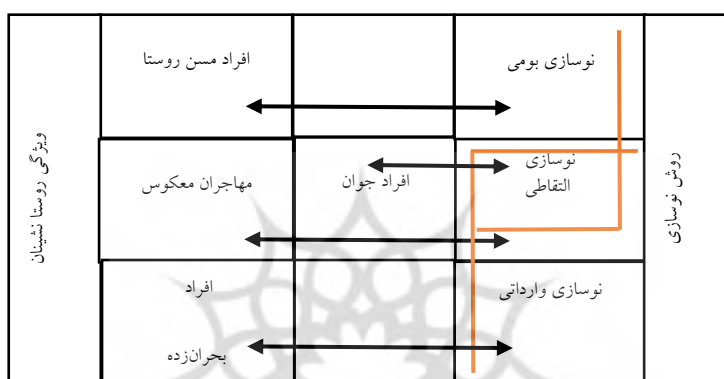 روش نوسازی
نوسازی بومی
افراد مسن روستا
ویژگی روستا نشینان
نوسازی
التقاطی
افراد جوان
مهاجران معکوس
نوسازی وارداتی
افراد
بحران‌زده